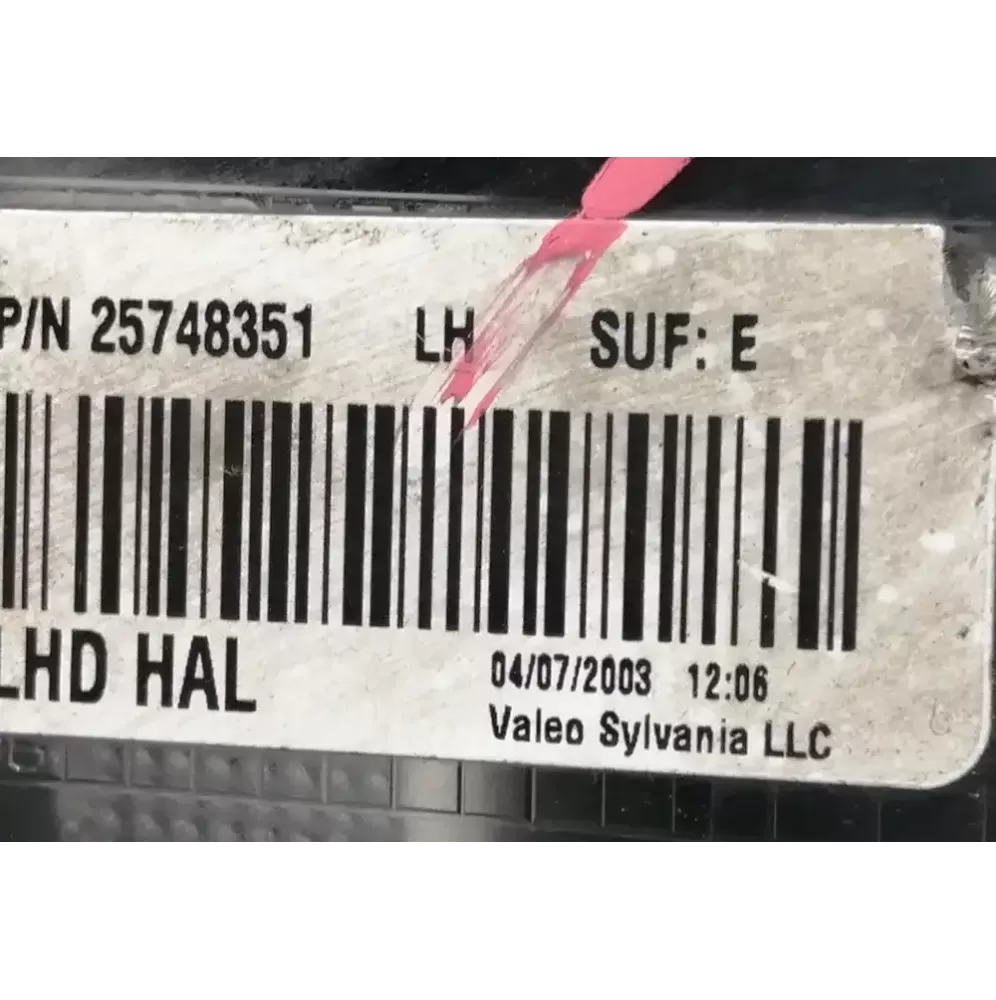 P/N 25748351 LH SUF: E
LHD HAL
04/07/2003 12:06
Valeo Sylvania LLC